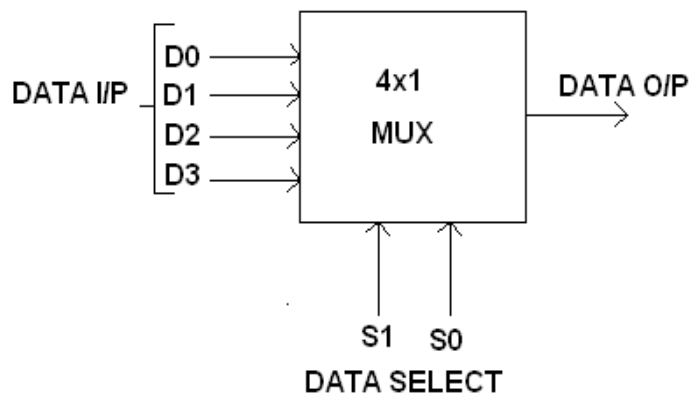 D0
DATA I/P
D1
D2
D3
4x1
MUX
DATA O/P
S1 S0
DATA SELECT